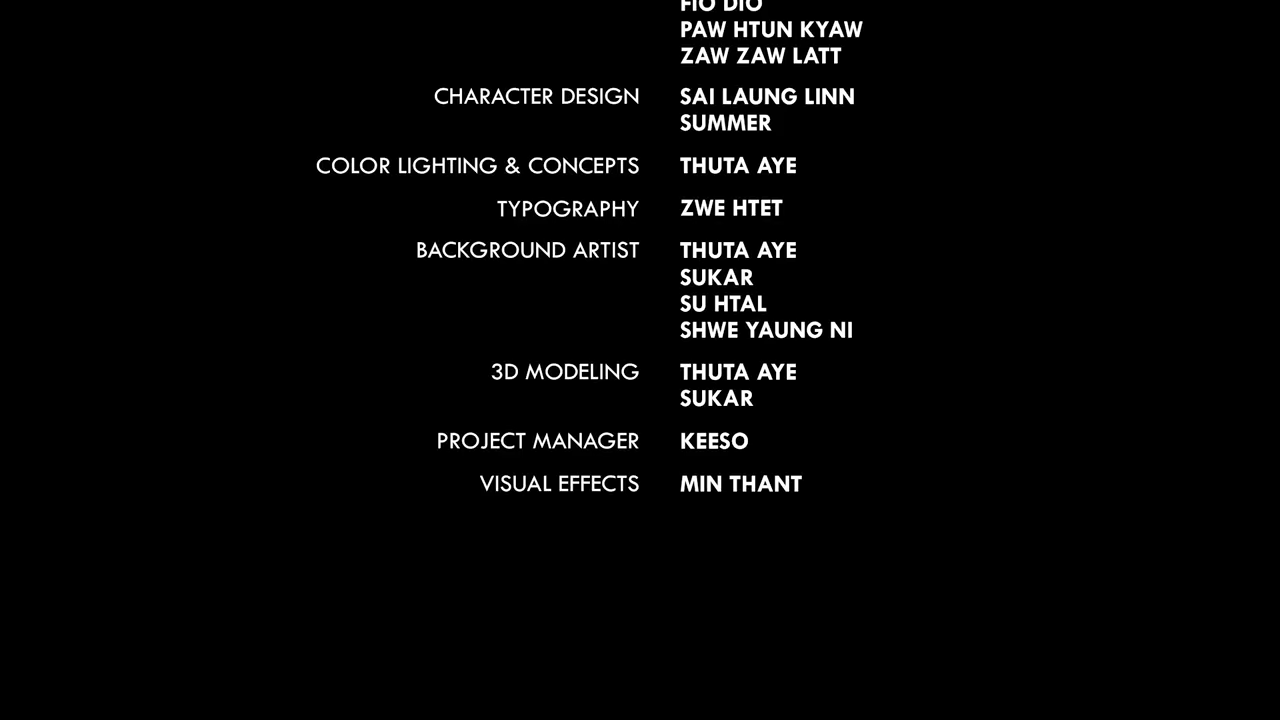 FIO DIO
PAW HTUN KYAW
ZAW ZAW LATT
CHARACTER DESIGN SAI LAUNG LINN
SUMMER
COLOR LIGHTING & CONCEPTS THUTA AYE
TYPOGRAPHY ZWE HTET
BACKGROUND ARTIST THUTA AYE
SUKAR
SU HTAL
SHWE YAUNG NI
3D MODELING THUTA AYE
SUKAR
PROJECT MANAGER KEESO
VISUAL EFFECTS MIN THANT